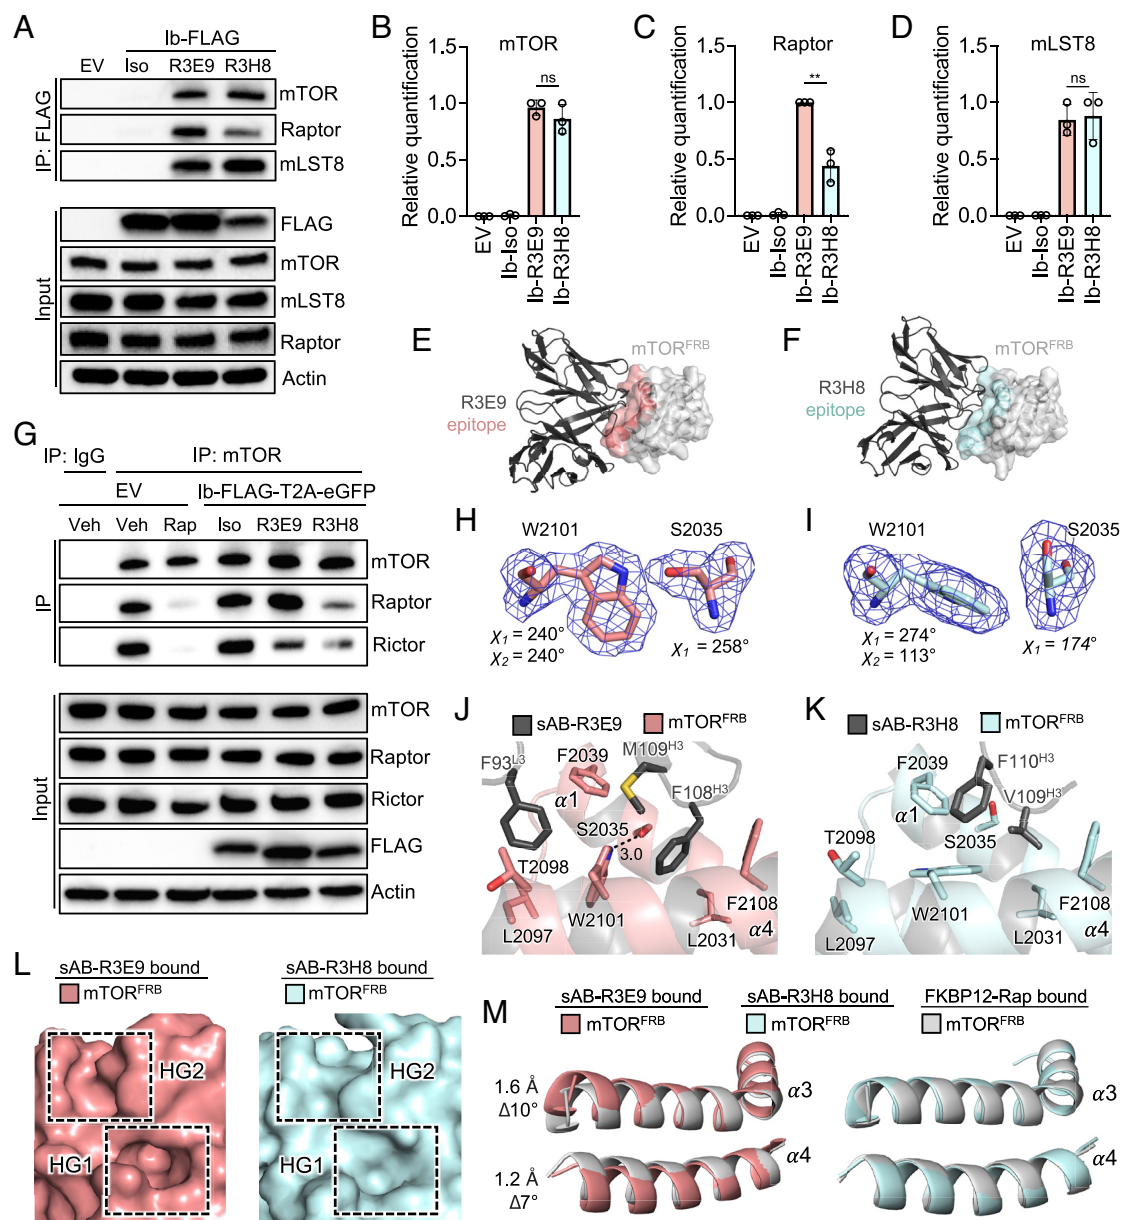 A
Ib-FLAG
EV Iso R3E9 R3H8
IP: FLAG
mTOR
Raptor
mLST8
Input
FLAG
mTOR
mLST8
Raptor
Actin
B
mTOR
Relative quantification
1.5
1.0
0.5
0.0
ns
EV
Ib-Iso
Ib-R3E9
Ib-R3H8
C
Raptor
Relative quantification
1.5
1.0
0.5
0.0
**
EV
Ib-Iso
Ib-R3E9
Ib-R3H8
D
mLST8
Relative quantification
1.5
1.0
0.5
0.0
ns
EV
Ib-Iso
Ib-R3E9
Ib-R3H8
E
mTORFRB
R3E9
epitope
F
mTORFRB
R3H8
epitope
G
IP: IgG IP: mTOR
EV Ib-FLAG-T2A-eGFP
Veh Veh Rap Iso R3E9 R3H8
IP
mTOR
Raptor
Rictor
Input
mTOR
Raptor
Rictor
FLAG
Actin
H
W2101 S2035
χ1 = 240°
χ2 = 240°
χ1 = 258°
I
W2101 S2035
χ1 = 274°
χ2 = 113°
χ1 = 174°
J
sAB-R3E9 mTORFRB
F93L3
F2039
M109H3
α1
F108H3
S2035
3.0
T2098
W2101
L2097
L2031
F2108
α4
K
sAB-R3H8 mTORFRB
F2039
F110H3
α1
V109H3
S2035
T2098
W2101
L2097
L2031
F2108
α4
L
sAB-R3E9 bound
mTORFRB
HG2
HG1
sAB-R3H8 bound
mTORFRB
HG2
HG1
M
sAB-R3E9 bound sAB-R3H8 bound FKBP12-Rap bound
mTORFRB mTORFRB mTORFRB
1.6 Å
Δ10°
α3
1.2 Å
Δ7°
α4
α3
α4